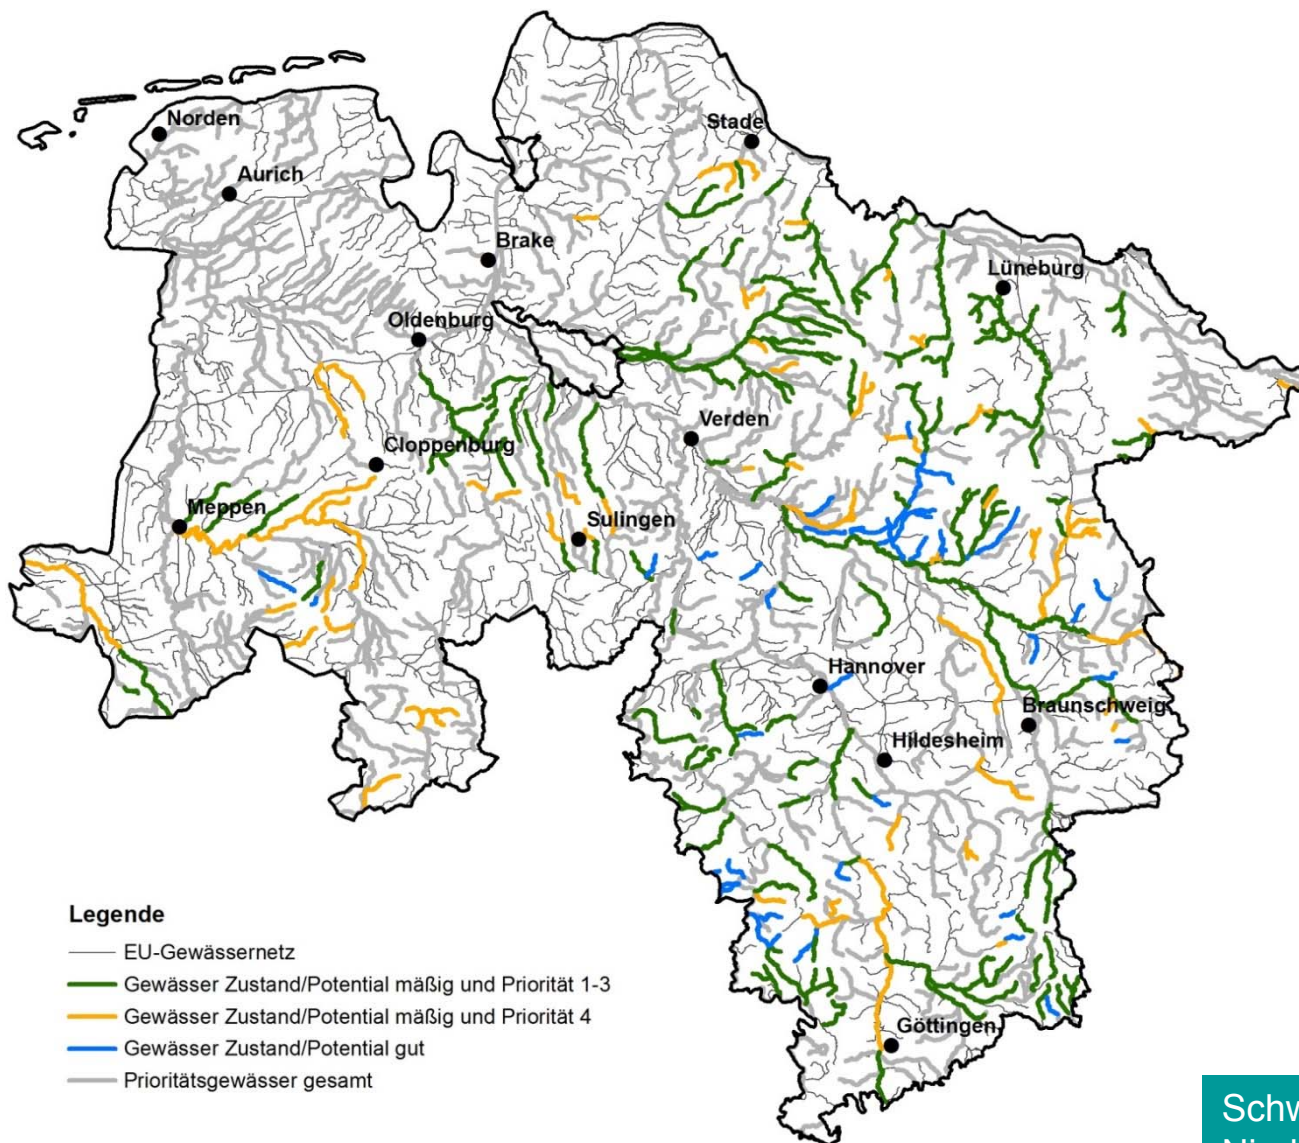 Norden
Aurich
Stade
Brake
Lüneburg
Oldenburg
Verden
Cloppenburg
Meppen
Sulingen
Hannover
Braunschweig
Hildesheim
Göttingen
Legende
EU-Gewässernetz
Gewässer Zustand/Potential mäßig und Priorität 1-3
Gewässer Zustand/Potential mäßig und Priorität 4
Gewässer Zustand/Potential gut
Prioritätsgewässer gesamt